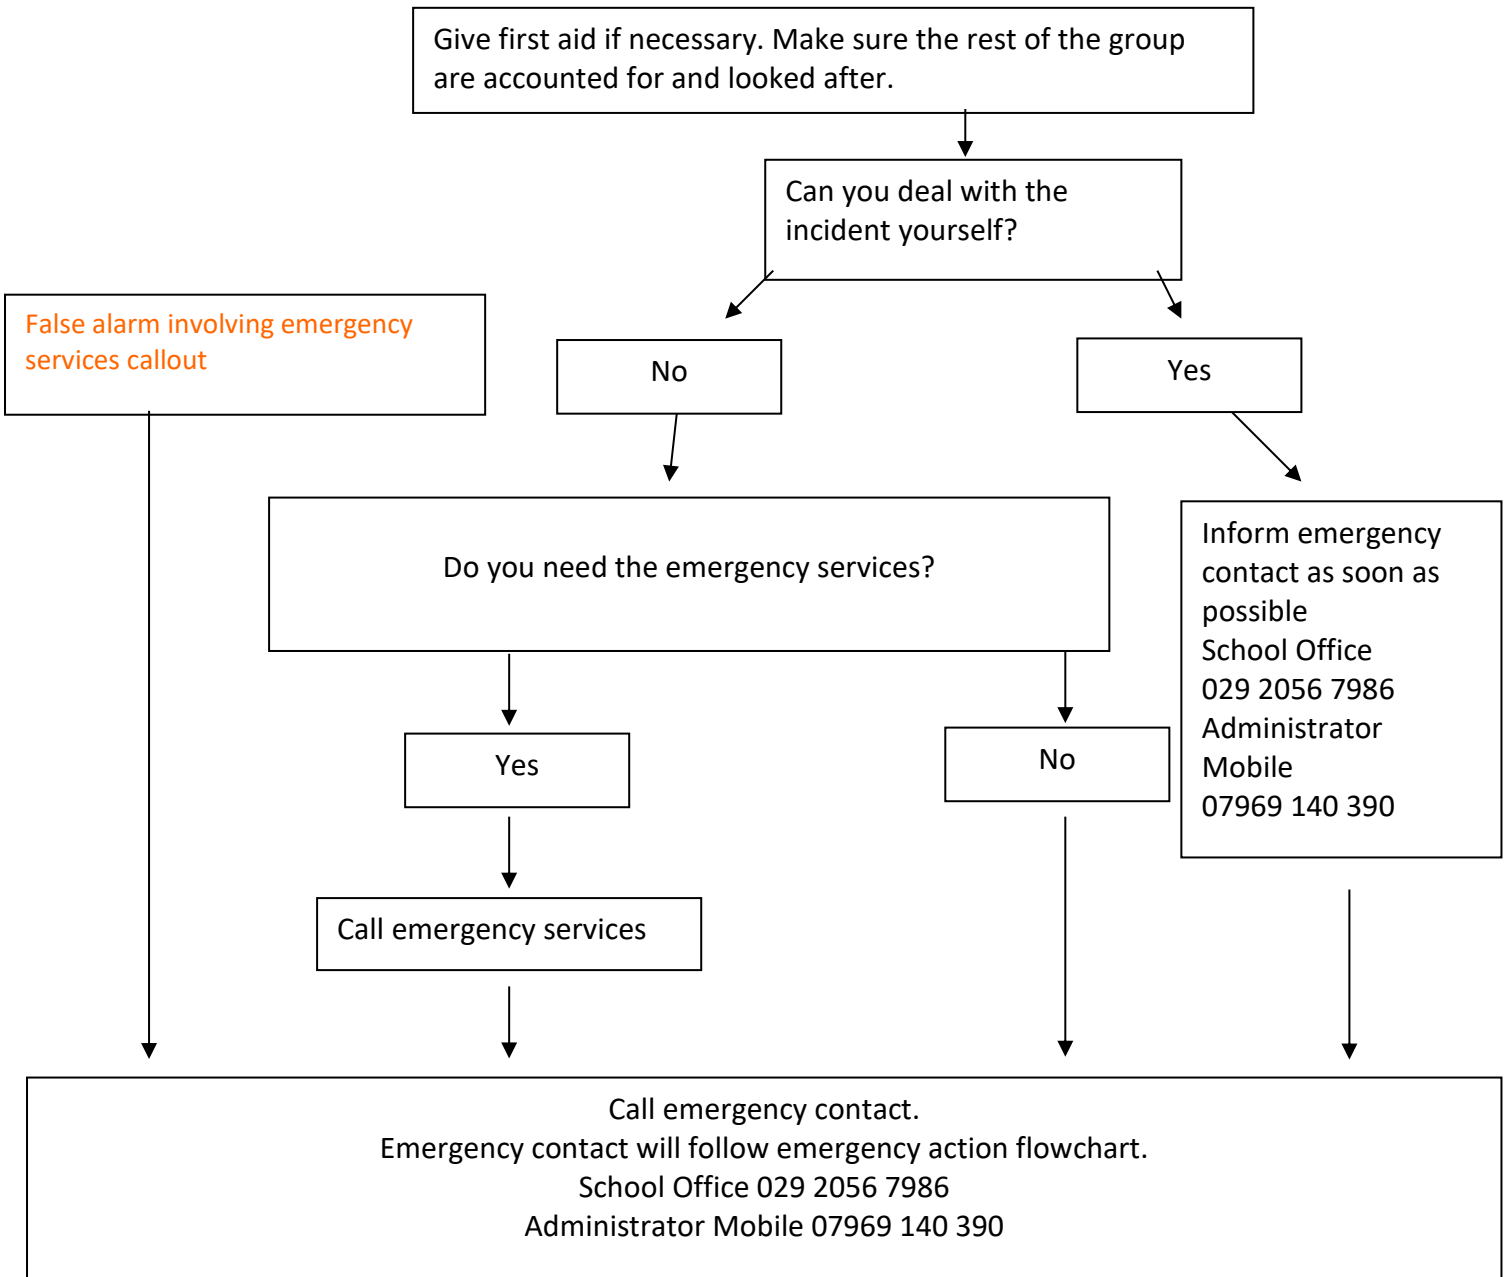 Give first aid if necessary. Make sure the rest of the group
are accounted for and looked after.
Can you deal with the
incident yourself?
False alarm involving emergency
services callout
No
Yes
Do you need the emergency services?
Inform emergency
contact as soon as
possible
School Office
029 2056 7986
Administrator
Mobile
07969 140 390
Yes
No
Call emergency services
Call emergency contact.
Emergency contact will follow emergency action flowchart.
School Office 029 2056 7986
Administrator Mobile 07969 140 390